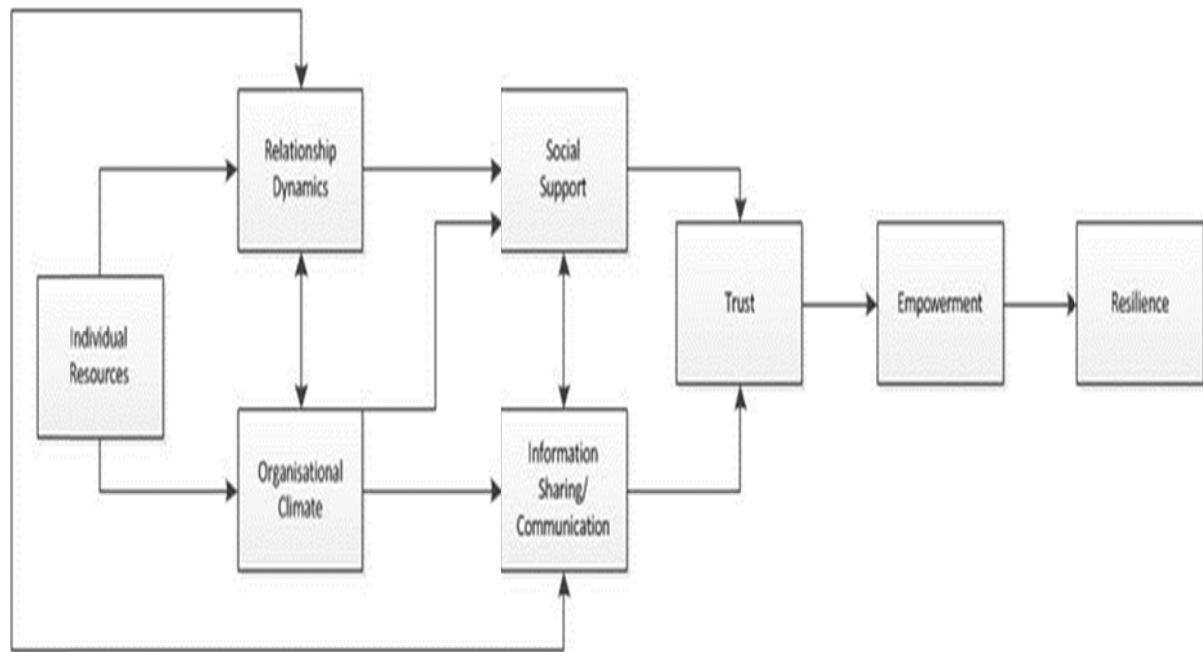 Relationship
Dynamics
Social
Support
Individual
Resources
Trust
Empowerment
Resilience
Organisational
Climate
Information
Sharing/
Communication